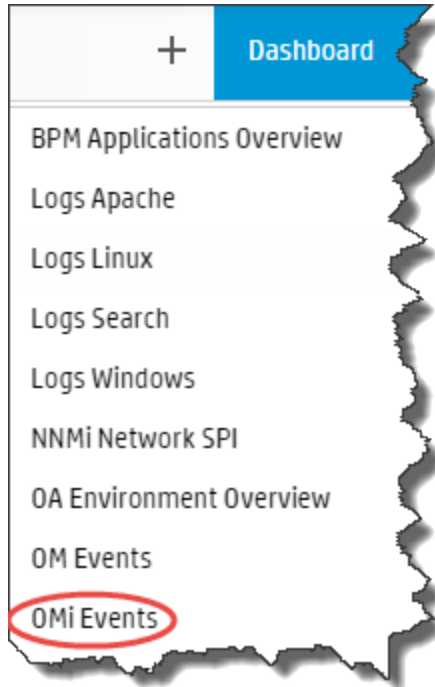 + Dashboard
BPM Applications Overview
Logs Apache
Logs Linux
Logs Search
Logs Windows
NNMi Network SPI
OA Environment Overview
OM Events
OMi Events